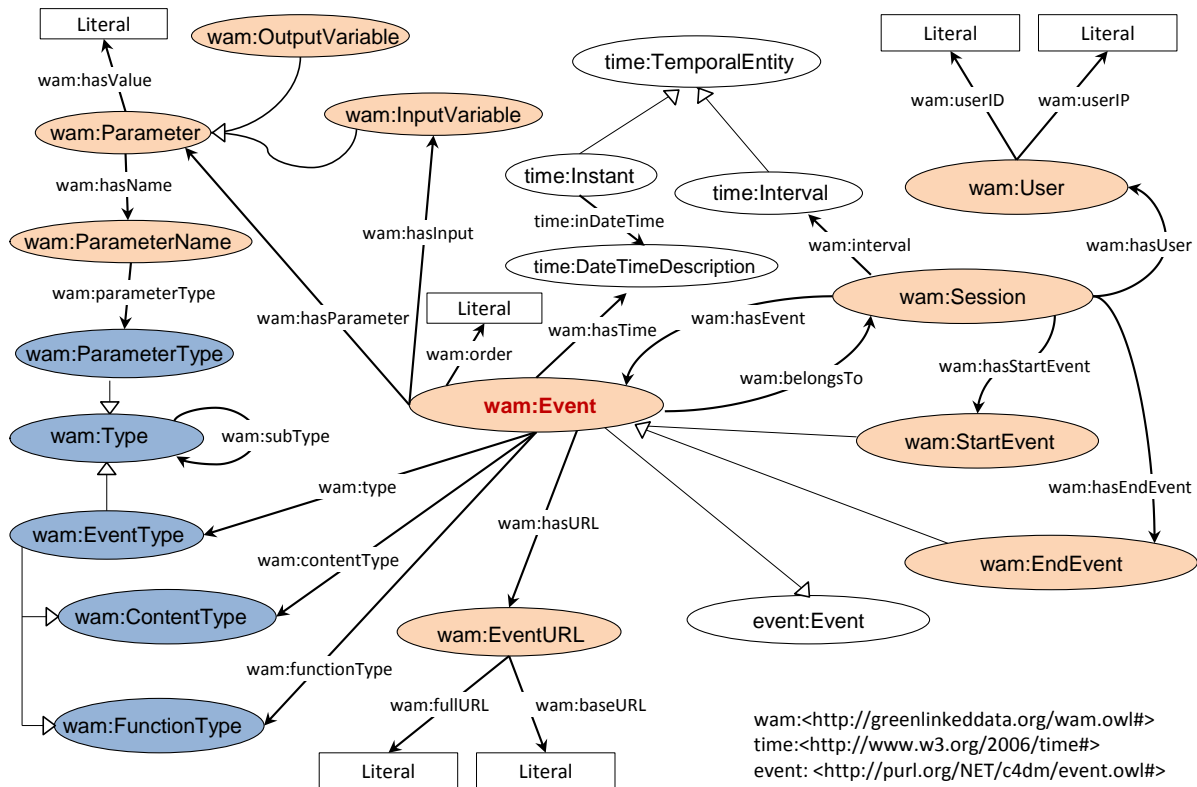 Literal
wam:OutputVariable
wam:hasValue
wam:Parameter
wam:InputVariable
wam:hasName
wam:ParameterName
wam:hasInput
wam:parameterType
wam:hasParameter
wam:ParameterType
wam:Type
wam:subType
wam:EventType
wam:ContentType
wam:FunctionType
time:TemporalEntity
time:Instant
time:Interval
time:inDateTime
time:DateTimeDescription
wam:interval
Literal
Literal
wam:userID
wam:userIP
wam:User
wam:hasUser
wam:Session
Literal
wam:order
wam:hasTime
wam:hasEvent
wam:belongsTo
wam:hasStartEvent
wam:Event
wam:StartEvent
wam:hasEndEvent
wam:EndEvent
wam:type
wam:contentType
wam:functionType
wam:hasURL
wam:EventURL
event:Event
wam:fullURL
wam:baseURL
Literal
Literal
wam:<http://greenlinkeddata.org/wam.owl#>
time:<http://www.w3.org/2006/time#>
event: <http://purl.org/NET/c4dm/event.owl#>